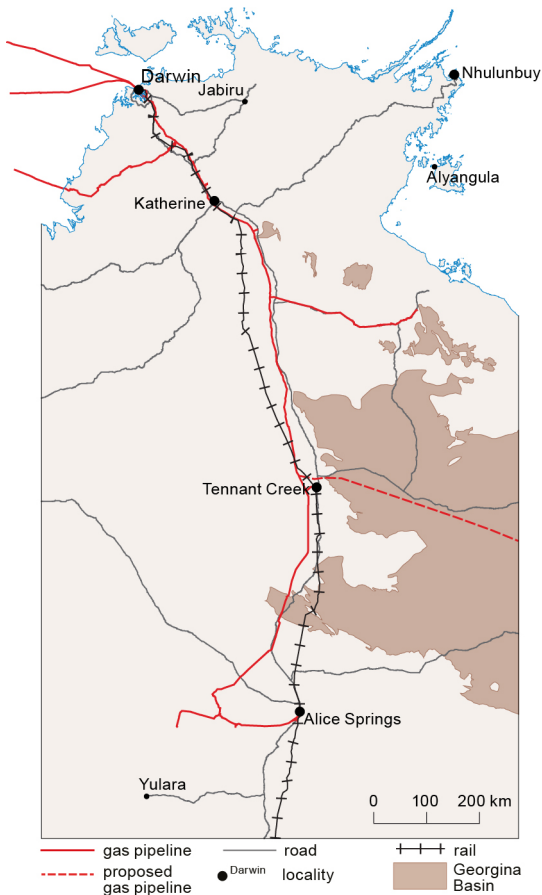 Darwin
Nhulunbuy
Jabiru
Alyangula
Katherine
Tennant Creek
Alice Springs
Yulara
0 100 200 km
gas pipeline
road
rail
proposed
gas pipeline
Darwin
locality
Georgina
Basin